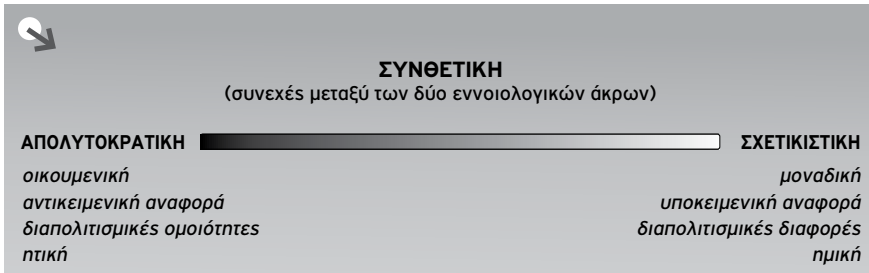 ΣΥΝΘΕΤΙΚΗ
(συνεχές μεταξύ των δύο εννοιολογικών άκρων)
ΑΠΟΛΥΤΟΚΡΑΤΙΚΗ ΣΧΕΤΙΚΙΣΤΙΚΗ
οικουμενική μοναδική
αντικειμενική αναφορά υποκειμενική αναφορά
διαπολιτισμικές ομοιότητες διαπολιτισμικές διαφορές
ητική ημική